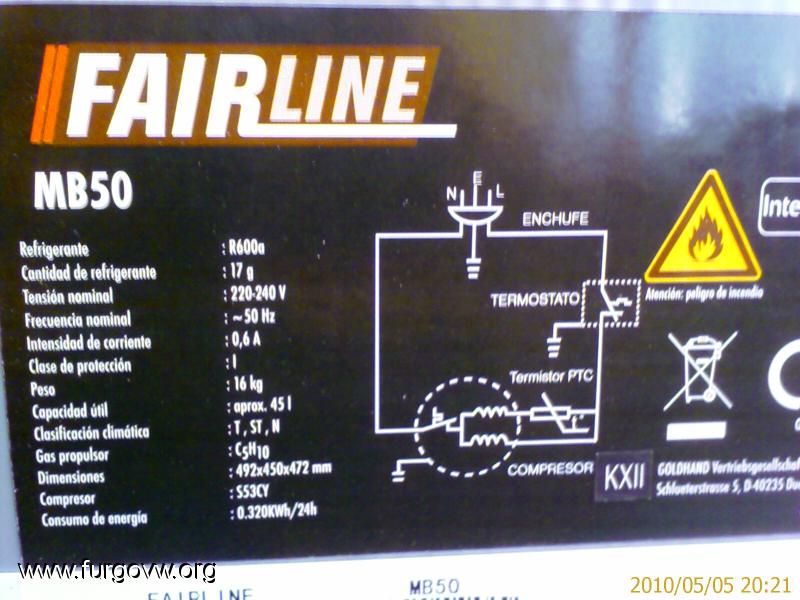 FAIRLINE
MB50
Refrigerante : R600a
Cantidad de refrigerante : 17 g
Tensión nominal : 220-240 V
Frecuencia nominal : ~50 Hz
Intensidad de corriente : 0,6 A
Clase de protección : I
Peso : 16 kg
Capacidad útil : aprox. 45 l
Clasificación climática : T, ST, N
Gas propulsor : C5H10
Dimensiones : 492x450x472 mm
Compresor : S53CY
Consumo de energía : 0.320KWh/24h
N E L
ENCHUFE
TERMOSTATO
Termistor PTC
COMPRESOR
Atención: peligro de incendio
Inte
KXII
GOLDHAND Vertriebsgesellschaf
Schlueterstrasse 5, D-40235 Du
www.furgovw.org
FAIRLINE MB50
2010/05/05 20:21